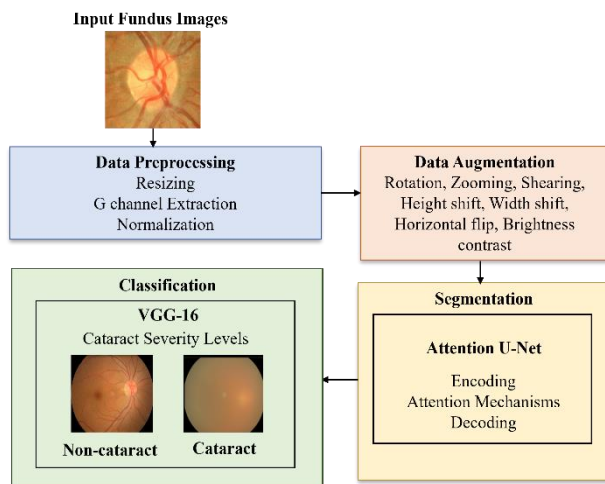 Input Fundus Images
Data Preprocessing
Resizing
G channel Extraction
Normalization
Data Augmentation
Rotation, Zooming, Shearing,
Height shift, Width shift,
Horizontal flip, Brightness
contrast
Segmentation
Attention U-Net
Encoding
Attention Mechanisms
Decoding
Classification
VGG-16
Cataract Severity Levels
Non-cataract
Cataract